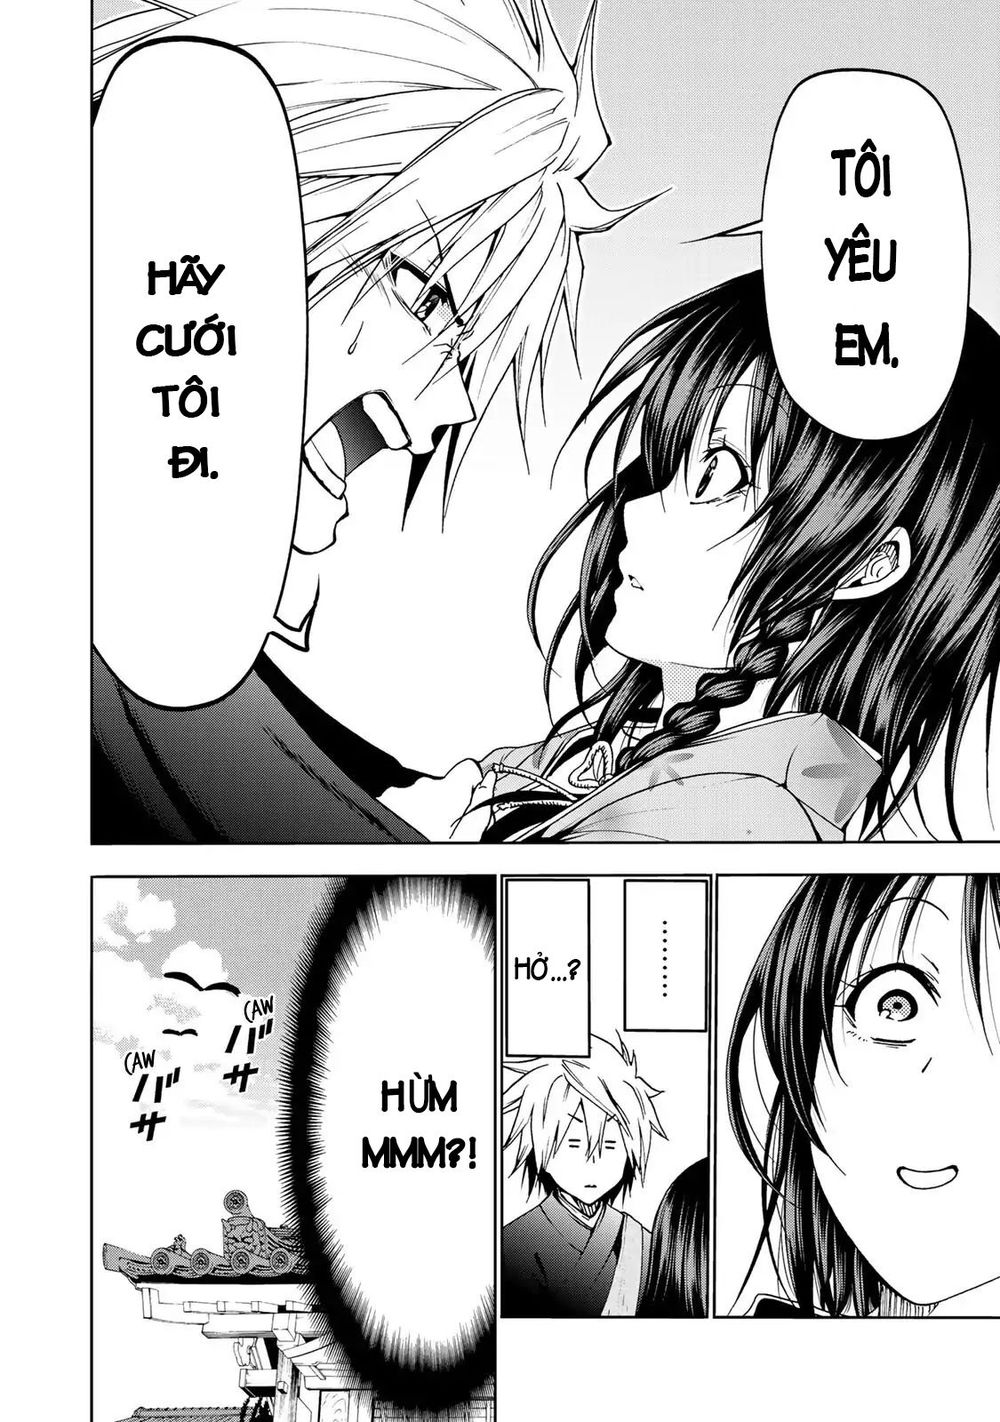 TÔI
YÊU
EM.
HÃY
CƯỚI
TÔI
ĐI.
.........
HỞ...?
HỪM
MMM?!
CAW
バサ
CAW
バサ